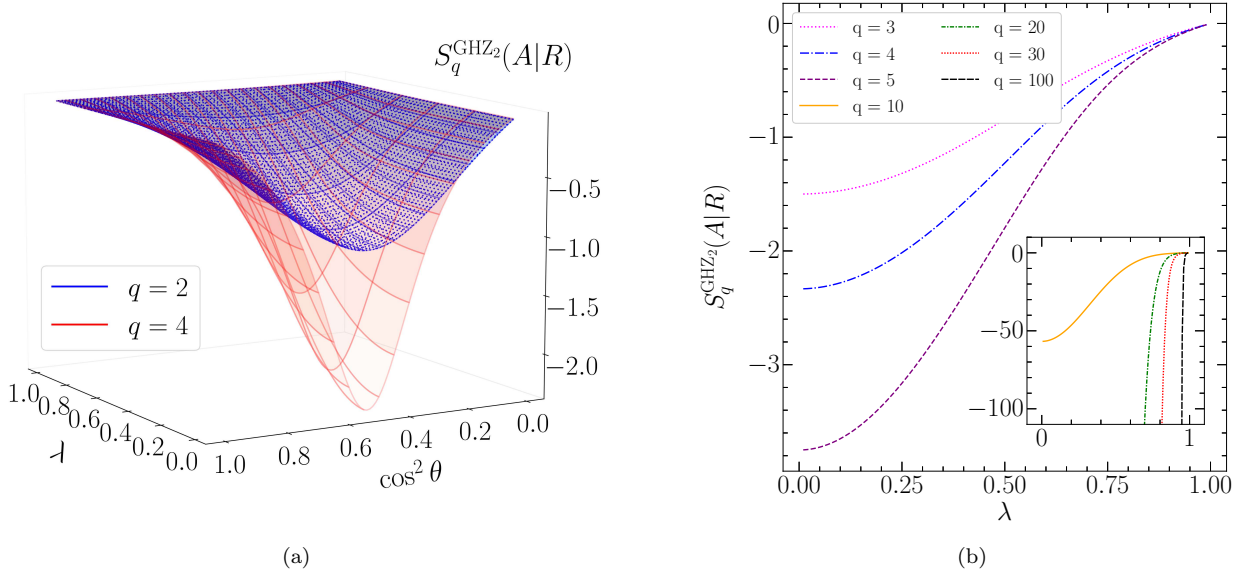 S_q^{GHZ_2}(A|R)
−0.5
−1.0
−1.5
−2.0
q = 2
q = 4
1.0 0.8 0.6 0.4 0.2 0.0
λ
1.0 0.8 0.6 0.4 0.2 0.0
cos² θ
(a)
q = 3
q = 4
q = 5
q = 10
q = 20
q = 30
q = 100
0
−1
−2
−3
S_q^{GHZ_2}(A|R)
0
−50
−100
0 1
0.00 0.25 0.50 0.75 1.00
λ
(b)